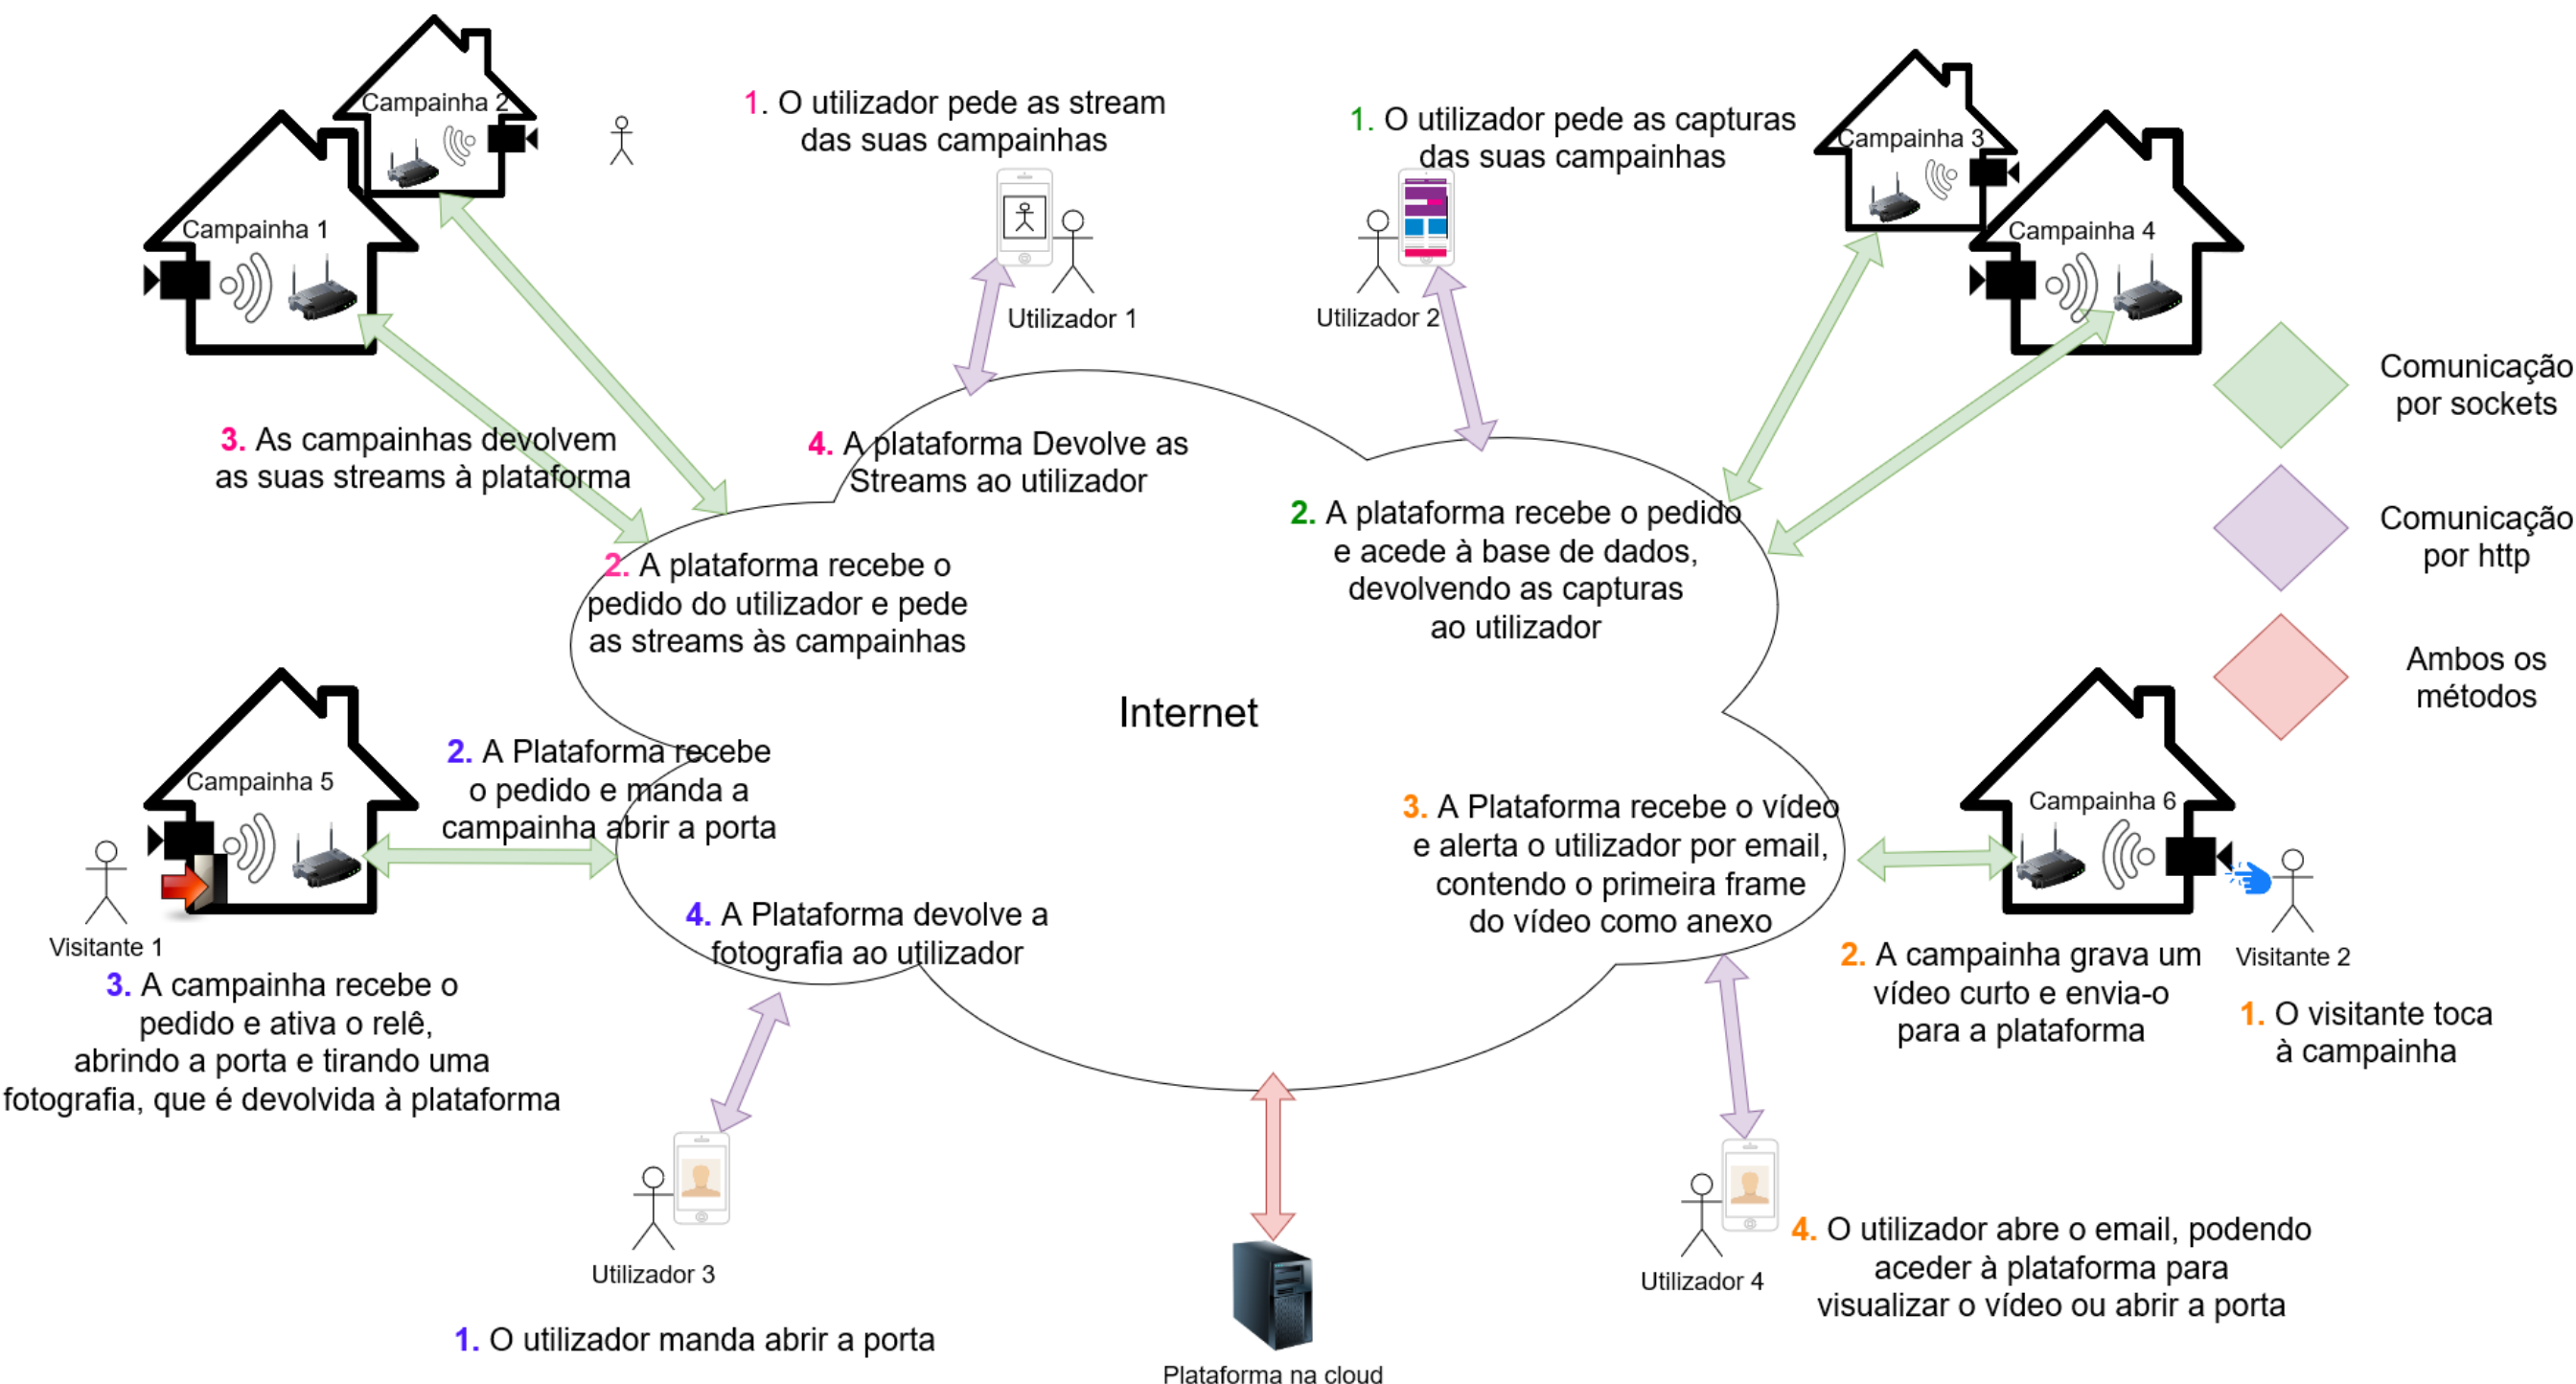 Campainha 2
Campainha 1
1. O utilizador pede as stream
das suas campainhas
Utilizador 1
1. O utilizador pede as capturas
das suas campainhas
Utilizador 2
Campainha 3
Campainha 4
Comunicação
por sockets
Comunicação
por http
Ambos os
métodos
3. As campainhas devolvem
as suas streams à plataforma
4. A plataforma Devolve as
Streams ao utilizador
2. A plataforma recebe o
pedido do utilizador e pede
as streams às campainhas
2. A plataforma recebe o pedido
e acede à base de dados,
devolvendo as capturas
ao utilizador
Internet
Campainha 5
Visitante 1
2. A Plataforma recebe
o pedido e manda a
campainha abrir a porta
4. A Plataforma devolve a
fotografia ao utilizador
3. A campainha recebe o
pedido e ativa o relê,
abrindo a porta e tirando uma
fotografia, que é devolvida à plataforma
3. A Plataforma recebe o vídeo
e alerta o utilizador por email,
contendo o primeira frame
do vídeo como anexo
Campainha 6
Visitante 2
2. A campainha grava um
vídeo curto e envia-o
para a plataforma
1. O visitante toca
à campainha
Utilizador 3
1. O utilizador manda abrir a porta
Plataforma na cloud
Utilizador 4
4. O utilizador abre o email, podendo
aceder à plataforma para
visualizar o vídeo ou abrir a porta